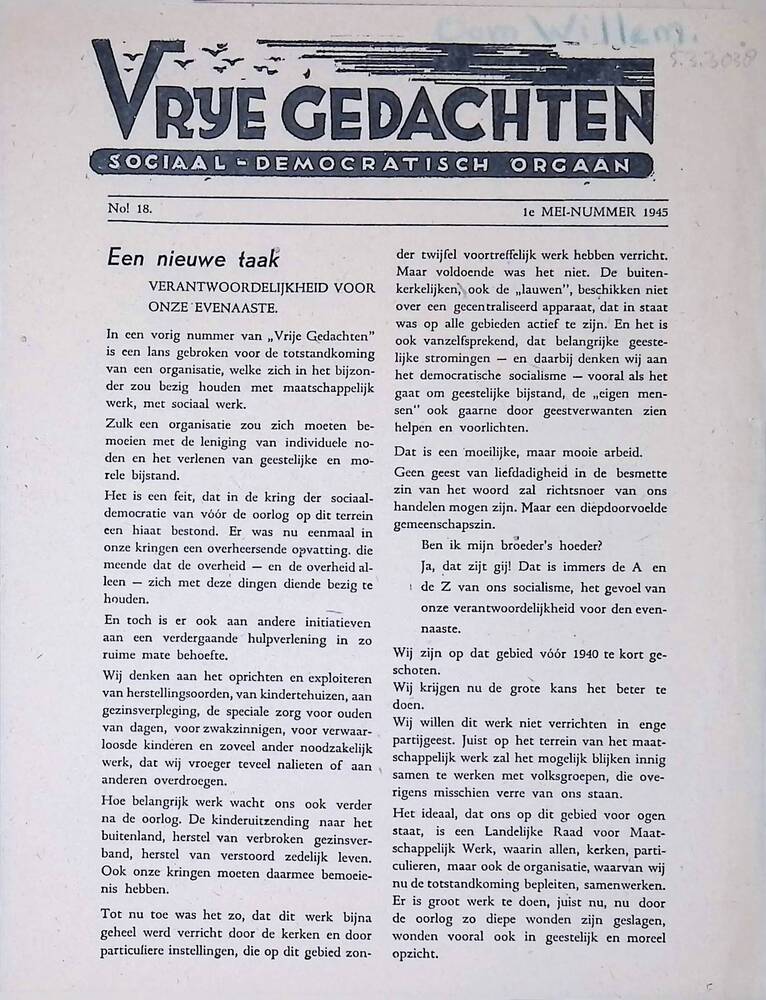 Oom Willem.
5.3.3038
VRIJE GEDACHTEN
SOCIAAL-DEMOCRATISCH ORGAAN
No! 18.
1e MEI-NUMMER 1945
Een nieuwe taak
VERANTWOORDELIJKHEID VOOR
ONZE EVENAASTE.
In een vorig nummer van „Vrije Gedachten”
is een lans gebroken voor de totstandkoming
van een organisatie, welke zich in het bijzon-
der zou bezig houden met maatschappelijk
werk, met sociaal werk.
Zulk een organisatie zou zich moeten be-
moeien met de leniging van individuele no-
den en het verlenen van geestelijke en mo-
rele bijstand.
Het is een feit, dat in de kring der sociaal-
democratie van vóór de oorlog op dit terrein
een hiaat bestond. Er was nu eenmaal in
onze kringen een overheersende opvatting. die
meende dat de overheid — en de overheid al-
leen — zich met deze dingen diende bezig te
houden.
En toch is er ook aan andere initiatieven
aan een verdergaande hulpverlening in zo
ruime mate behoefte.
Wij denken aan het oprichten en exploiteren
van herstellingsoorden, van kindertehuizen, aan
gezinsverpleging, de speciale zorg voor ouden
van dagen, voor zwakzinnigen, voor verwaar-
loosde kinderen en zoveel ander noodzakelijk
werk, dat wij vroeger teveel nalieten of aan
anderen overdroegen.
Hoe belangrijk werk wacht ons ook verder
na de oorlog. De kinderuitzending naar het
buitenland, herstel van verbroken gezinsver-
band, herstel van verstoord zedelijk leven.
Ook onze kringen moeten daarmee bemoeie-
nis hebben.
Tot nu toe was het zo, dat dit werk bijna
geheel werd verricht door de kerken en door
particuliere instellingen, die op dit gebied zon-
der twijfel voortreffelijk werk hebben verricht.
Maar voldoende was het niet. De buiten-
kerkelijken, ook de „lauwen”, beschikken niet
over een gecentraliseerd apparaat, dat in staat
was op alle gebieden actief te zijn. En het is
ook vanzelfsprekend, dat belangrijke geeste-
lijke stromingen — en daarbij denken wij aan
het democratische socialisme — vooral als het
gaat om geestelijke bijstand, de „eigen men-
sen” ook gaarne door geestverwanten zien
helpen en voorlichten.
Dat is een moeilijke, maar mooie arbeid.
Geen geest van liefdadigheid in de besmette
zin van het woord zal richtsnoer van ons
handelen mogen zijn. Maar een diepdoorvoelde
gemeenschapszin.
Ben ik mijn broeder's hoeder?
Ja, dat zijt gij! Dat is immers de A en
de Z van ons socialisme, het gevoel van
onze verantwoordelijkheid voor den even-
naaste.
Wij zijn op dat gebied vóór 1940 te kort ge-
schoten.
Wij krijgen nu de grote kans het beter te
doen.
Wij willen dit werk niet verrichten in enge
partijgeest. Juist op het terrein van het maat-
schappelijk werk zal het mogelijk blijken innig
samen te werken met volksgroepen, die ove-
rigens misschien verre van ons staan.
Het ideaal, dat ons op dit gebied voor ogen
staat, is een Landelijke Raad voor Maat-
schappelijk Werk, waarin allen, kerken, parti-
culieren, maar ook de organisatie, waarvan wij
nu de totstandkoming bepleiten, samenwerken.
Er is groot werk te doen, juist nu, nu door
de oorlog zo diepe wonden zijn geslagen,
wonden vooral ook in geestelijk en moreel
opzicht.